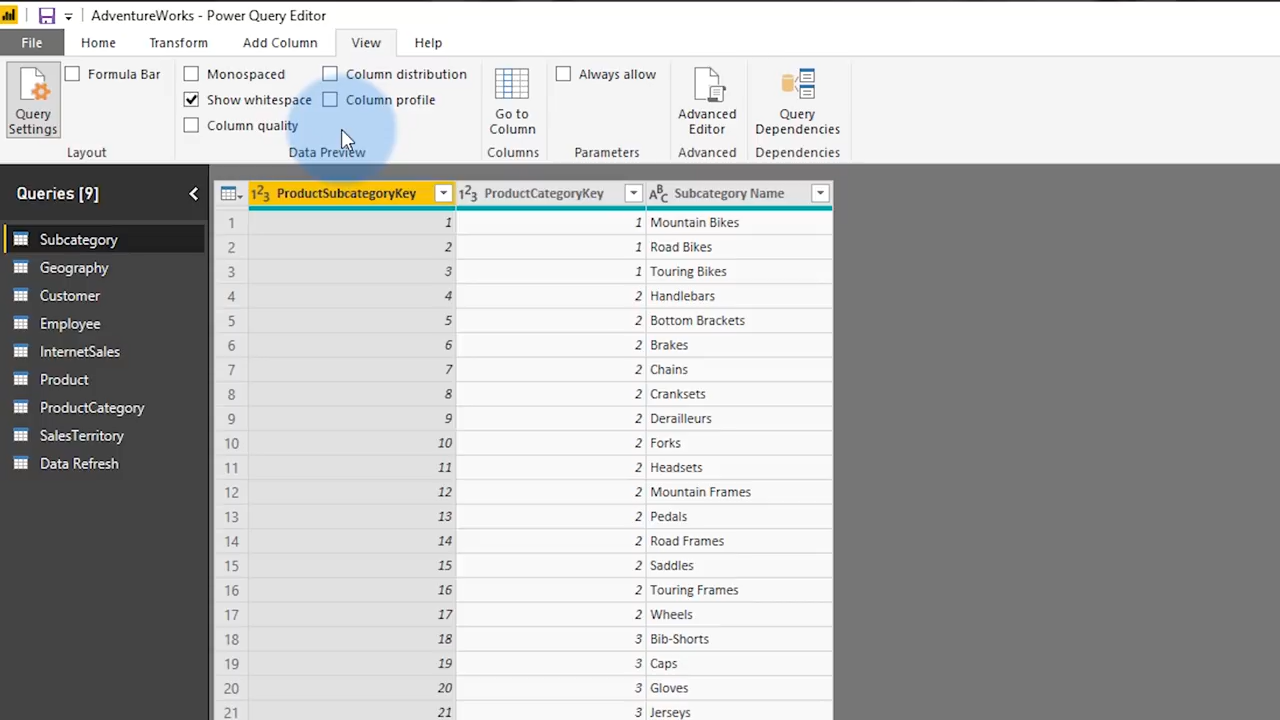 AdventureWorks - Power Query Editor
File Home Transform Add Column View Help
Query Settings
Formula Bar
Layout
Monospaced
Show whitespace
Column quality
Column distribution
Column profile
Data Preview
Go to Column
Columns
Always allow
Parameters
Advanced Editor
Advanced
Query Dependencies
Dependencies
Queries [9]
Subcategory
Geography
Customer
Employee
InternetSales
Product
ProductCategory
SalesTerritory
Data Refresh
123 ProductSubcategoryKey 123 ProductCategoryKey ABC Subcategory Name
1 1 1 Mountain Bikes
2 2 1 Road Bikes
3 3 1 Touring Bikes
4 4 2 Handlebars
5 5 2 Bottom Brackets
6 6 2 Brakes
7 7 2 Chains
8 8 2 Cranksets
9 9 2 Derailleurs
10 10 2 Forks
11 11 2 Headsets
12 12 2 Mountain Frames
13 13 2 Pedals
14 14 2 Road Frames
15 15 2 Saddles
16 16 2 Touring Frames
17 17 2 Wheels
18 18 3 Bib-Shorts
19 19 3 Caps
20 20 3 Gloves
21 21 3 Jerseys